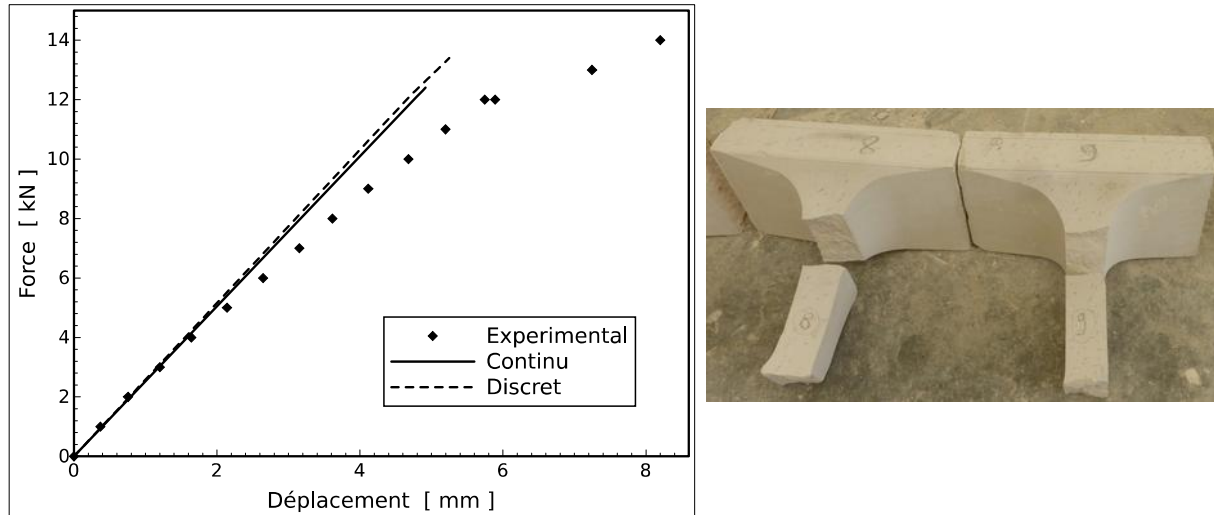 14
12
10
8
6
4
2
0
Force [ kN ]
Experimental
Continu
Discret
0 2 4 6 8
Déplacement [ mm ]
8 9
8 9